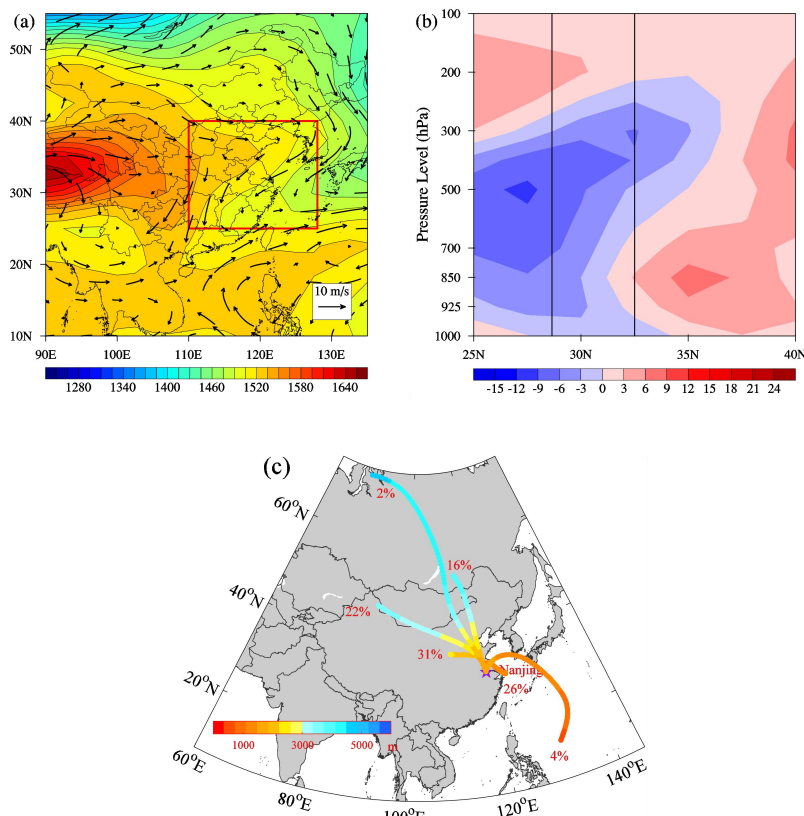 (a)
50N
40N
30N
20N
10N
90E 100E 110E 120E 130E
10 m/s
1280 1340 1400 1460 1520 1580 1640
(b)
Pressure Level (hPa)
100
200
300
500
700
850
925
1000
25N 30N 35N 40N
-15 -12 -9 -6 -3 0 3 6 9 12 15 18 21 24
(c)
60°N
40°N
20°N
60°E
80°E
100°E
120°E
140°E
2%
16%
22%
31%
Nanjing
26%
4%
1000 3000 5000 m